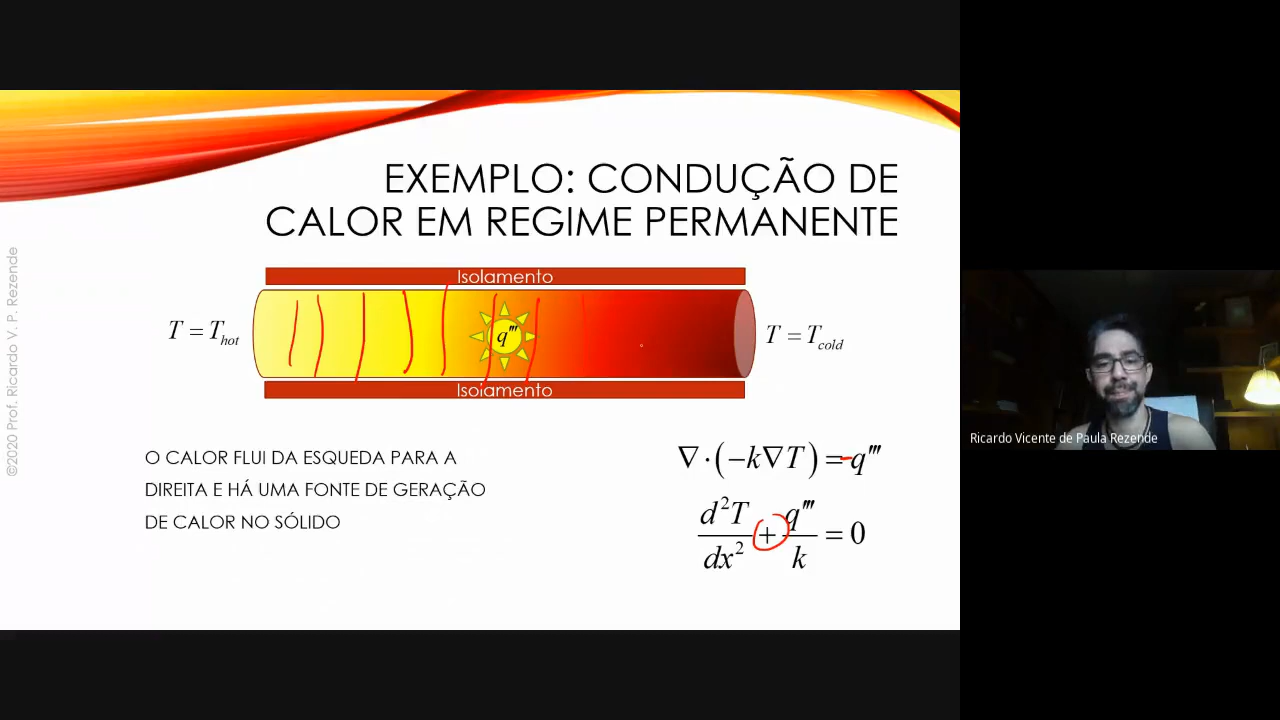 EXEMPLO: CONDUÇÃO DE
CALOR EM REGIME PERMANENTE
Isolamento
T = T_hot
q'''
T = T_cold
Isolamento
O CALOR FLUI DA ESQUEDA PARA A
DIREITA E HÁ UMA FONTE DE GERAÇÃO
DE CALOR NO SÓLIDO
∇·(−k∇T) = -q'''
d²T/dx² + q'''/k = 0
©2020 Prof. Ricardo V. P. Rezende
Ricardo Vicente de Paula Rezende